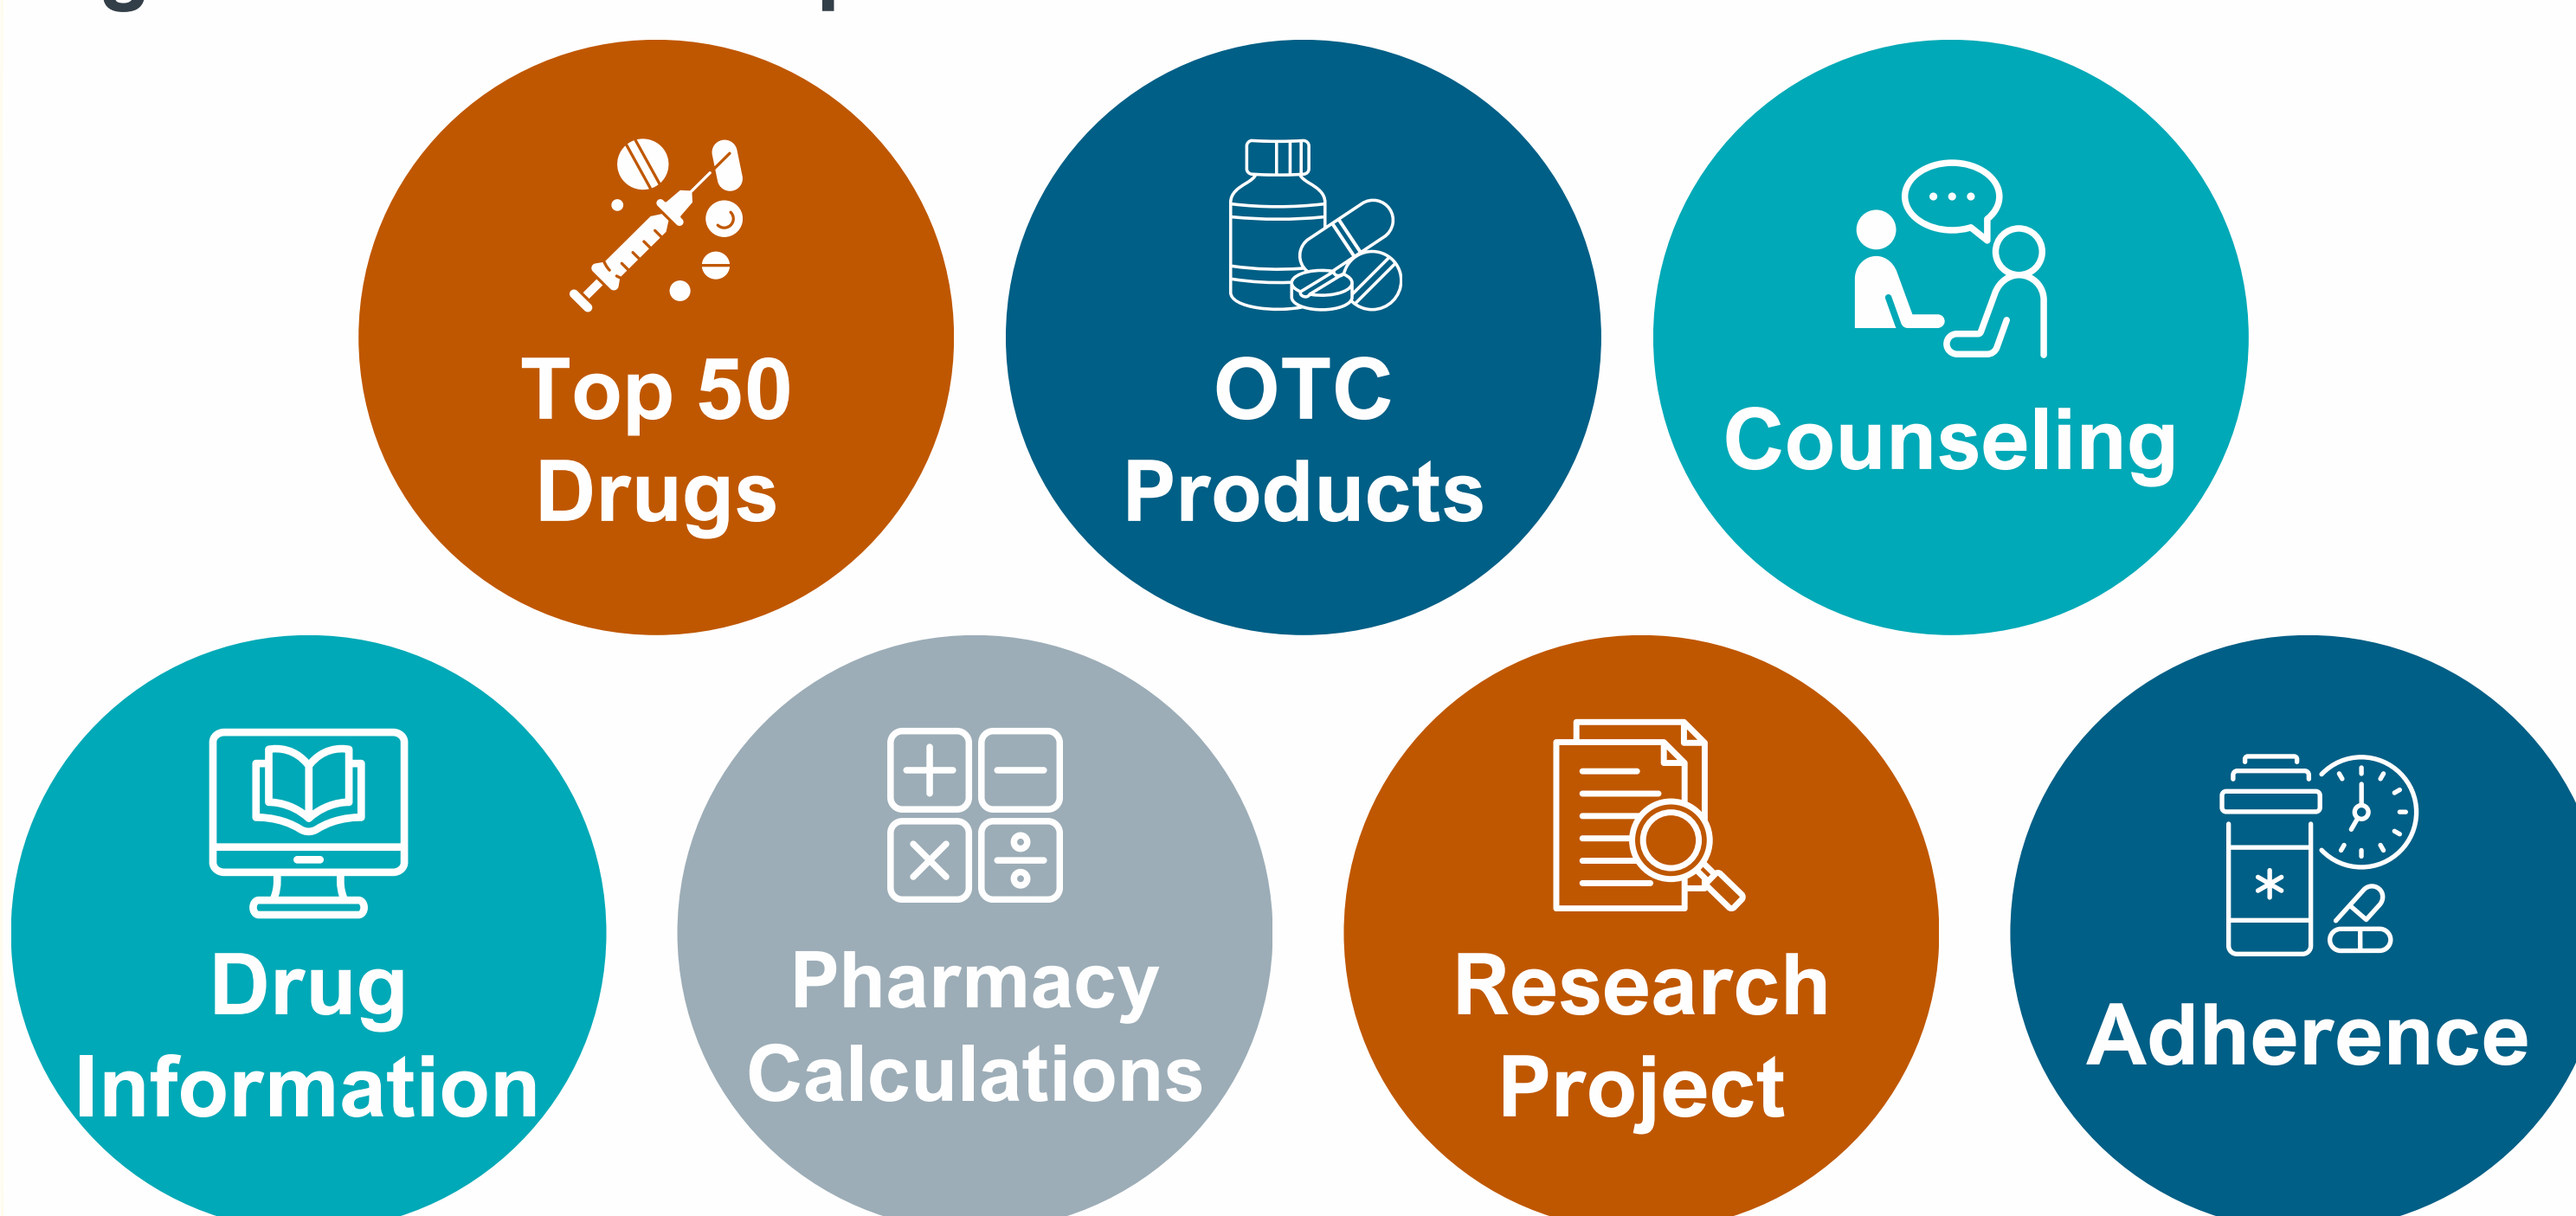 Top 50
Drugs
OTC
Products
Counseling
Drug
Information
Pharmacy
Calculations
Research
Project
Adherence